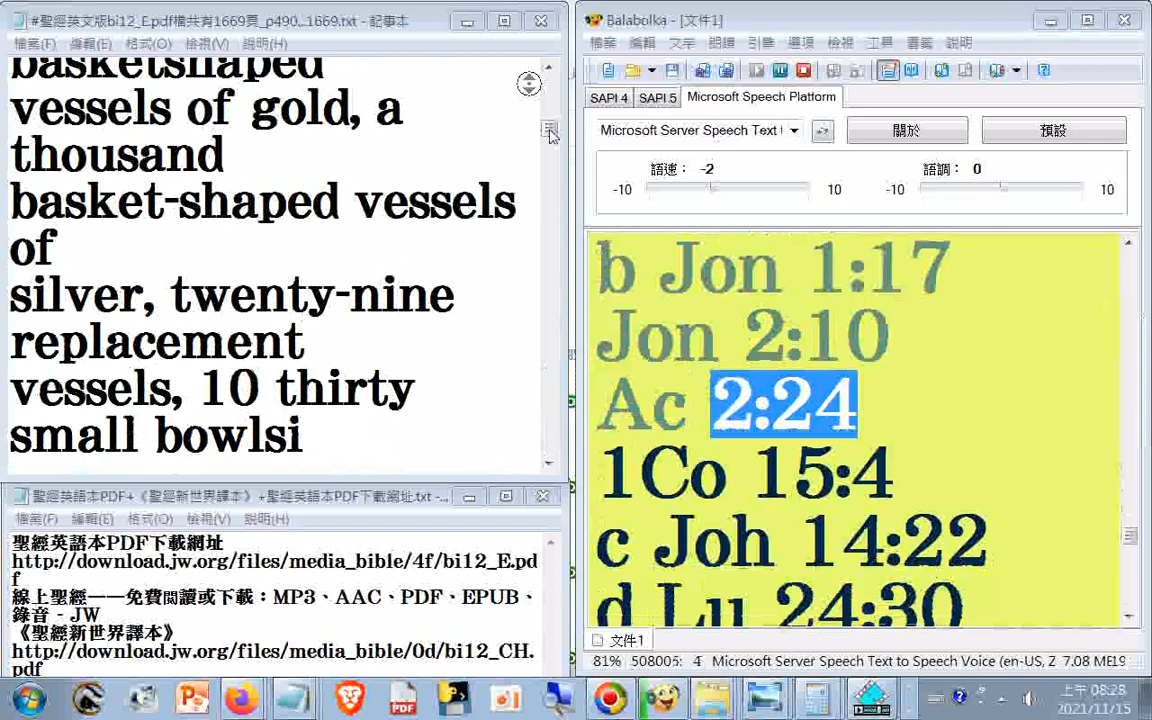 #聖經英文版bi12_E.pdf檔共有1669頁_p490,..1669.txt - 記事本
檔案(F) 編輯(E) 格式(O) 檢視(V) 說明(H)
basketshaped
vessels of gold, a
thousand
basket-shaped vessels
of
silver, twenty-nine
replacement
vessels, 10 thirty
small bowlsi
聖經英語本PDF+《聖經新世界譯本》+聖經英語本PDF下載網址.txt - ...
檔案(F) 編輯(E) 格式(O) 檢視(V) 說明(H)
聖經英語本PDF下載網址
http://download.jw.org/files/media_bible/4f/bi12_E.pd
f
線上聖經——免費閱讀或下載：MP3、AAC、PDF、EPUB、
錄音 - JW
《聖經新世界譯本》
http://download.jw.org/files/media_bible/0d/bi12_CH.
pdf
Balabolka - [文件1]
檔案 編輯 文字 朗讀 引擎 選項 檢視 工具 書籤 說明
SAPI 4 SAPI 5 Microsoft Speech Platform
Microsoft Server Speech Text t 關於 預設
語速： -2 語調： 0
-10 10 -10 10
b Jon 1:17
Jon 2:10
Ac 2:24
1Co 15:4
c Joh 14:22
d Lu 24:30
文件1
81% 508005: 4 Microsoft Server Speech Text to Speech Voice (en-US, Z 7.08 ME
PDF
上午 08:28
2021/11/15